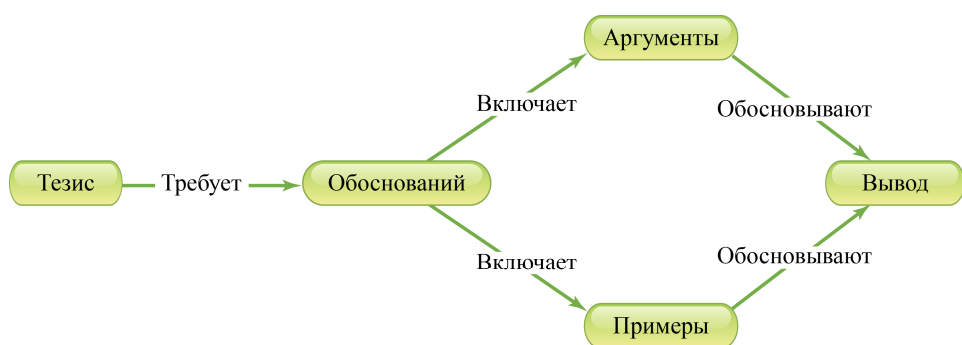 Аргументы
Включает
Обосновывают
Тезис
Требует
Обоснований
Вывод
Включает
Обосновывают
Примеры